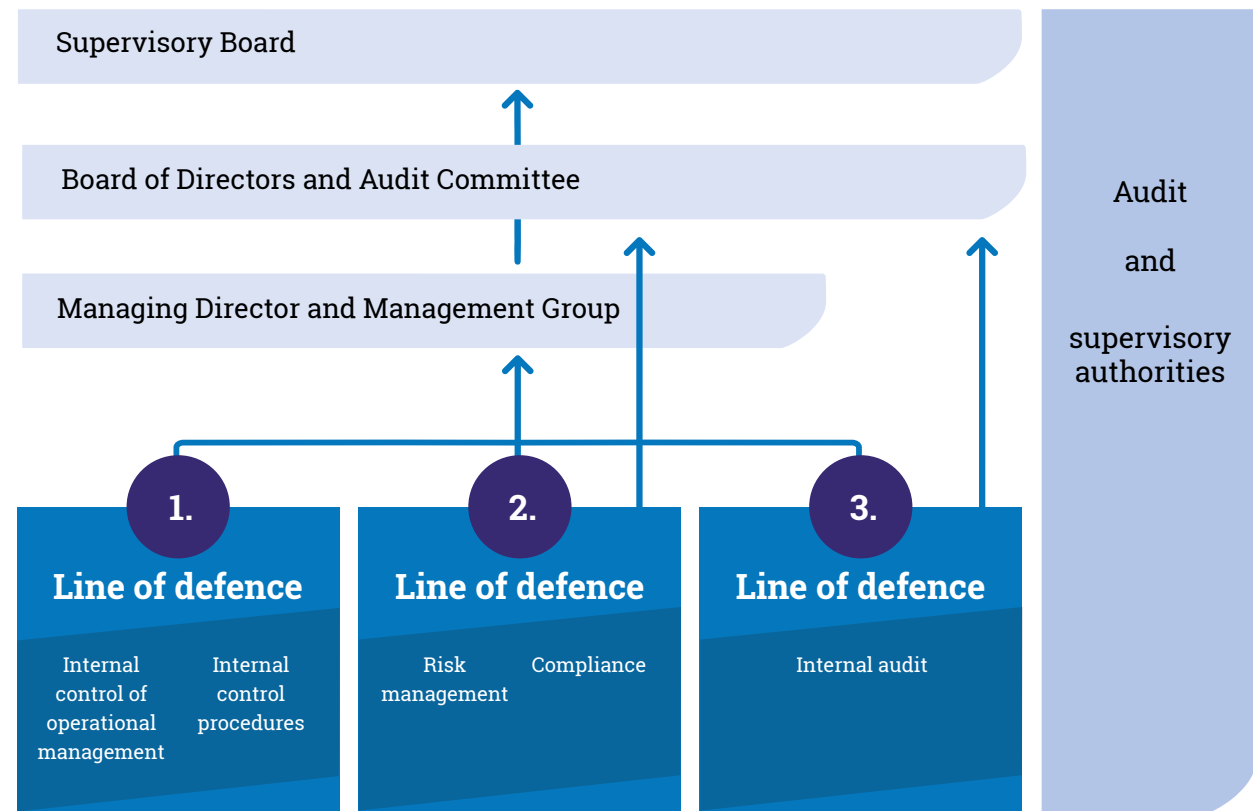 Supervisory Board
Board of Directors and Audit Committee
Managing Director and Management Group
Audit
and
supervisory
authorities
1.
Line of defence
Internal
control of
operational
management
Internal
control
procedures
2.
Line of defence
Risk
management
Compliance
3.
Line of defence
Internal audit